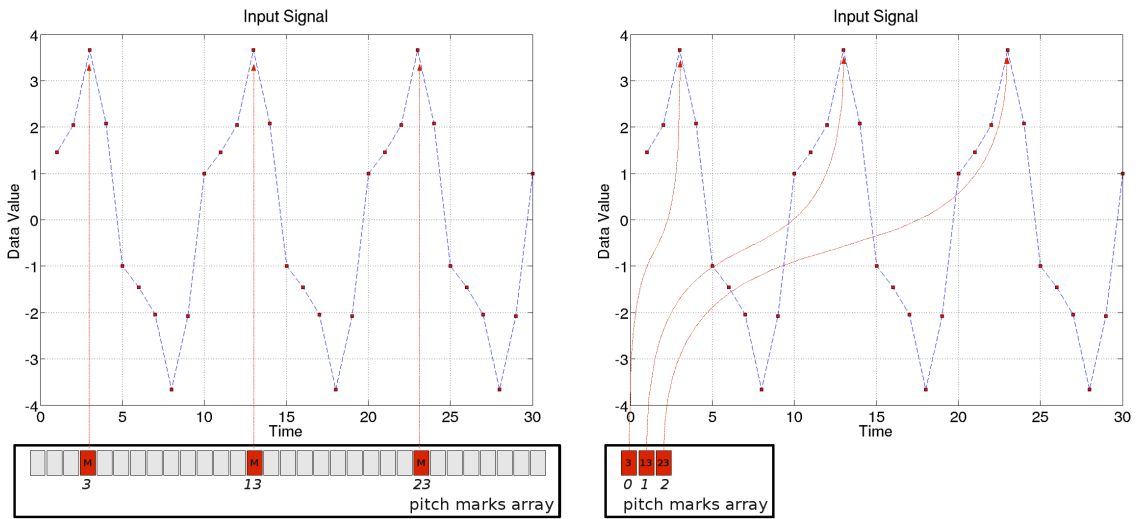 Input Signal
4
3
2
1
0
-1
-2
-3
-4
Data Value
0 5 10 15 20 25 30
Time
M M M
3 13 23
pitch marks array
Input Signal
4
3
2
1
0
-1
-2
-3
-4
Data Value
0 5 10 15 20 25 30
Time
3 13 23
0 1 2
pitch marks array